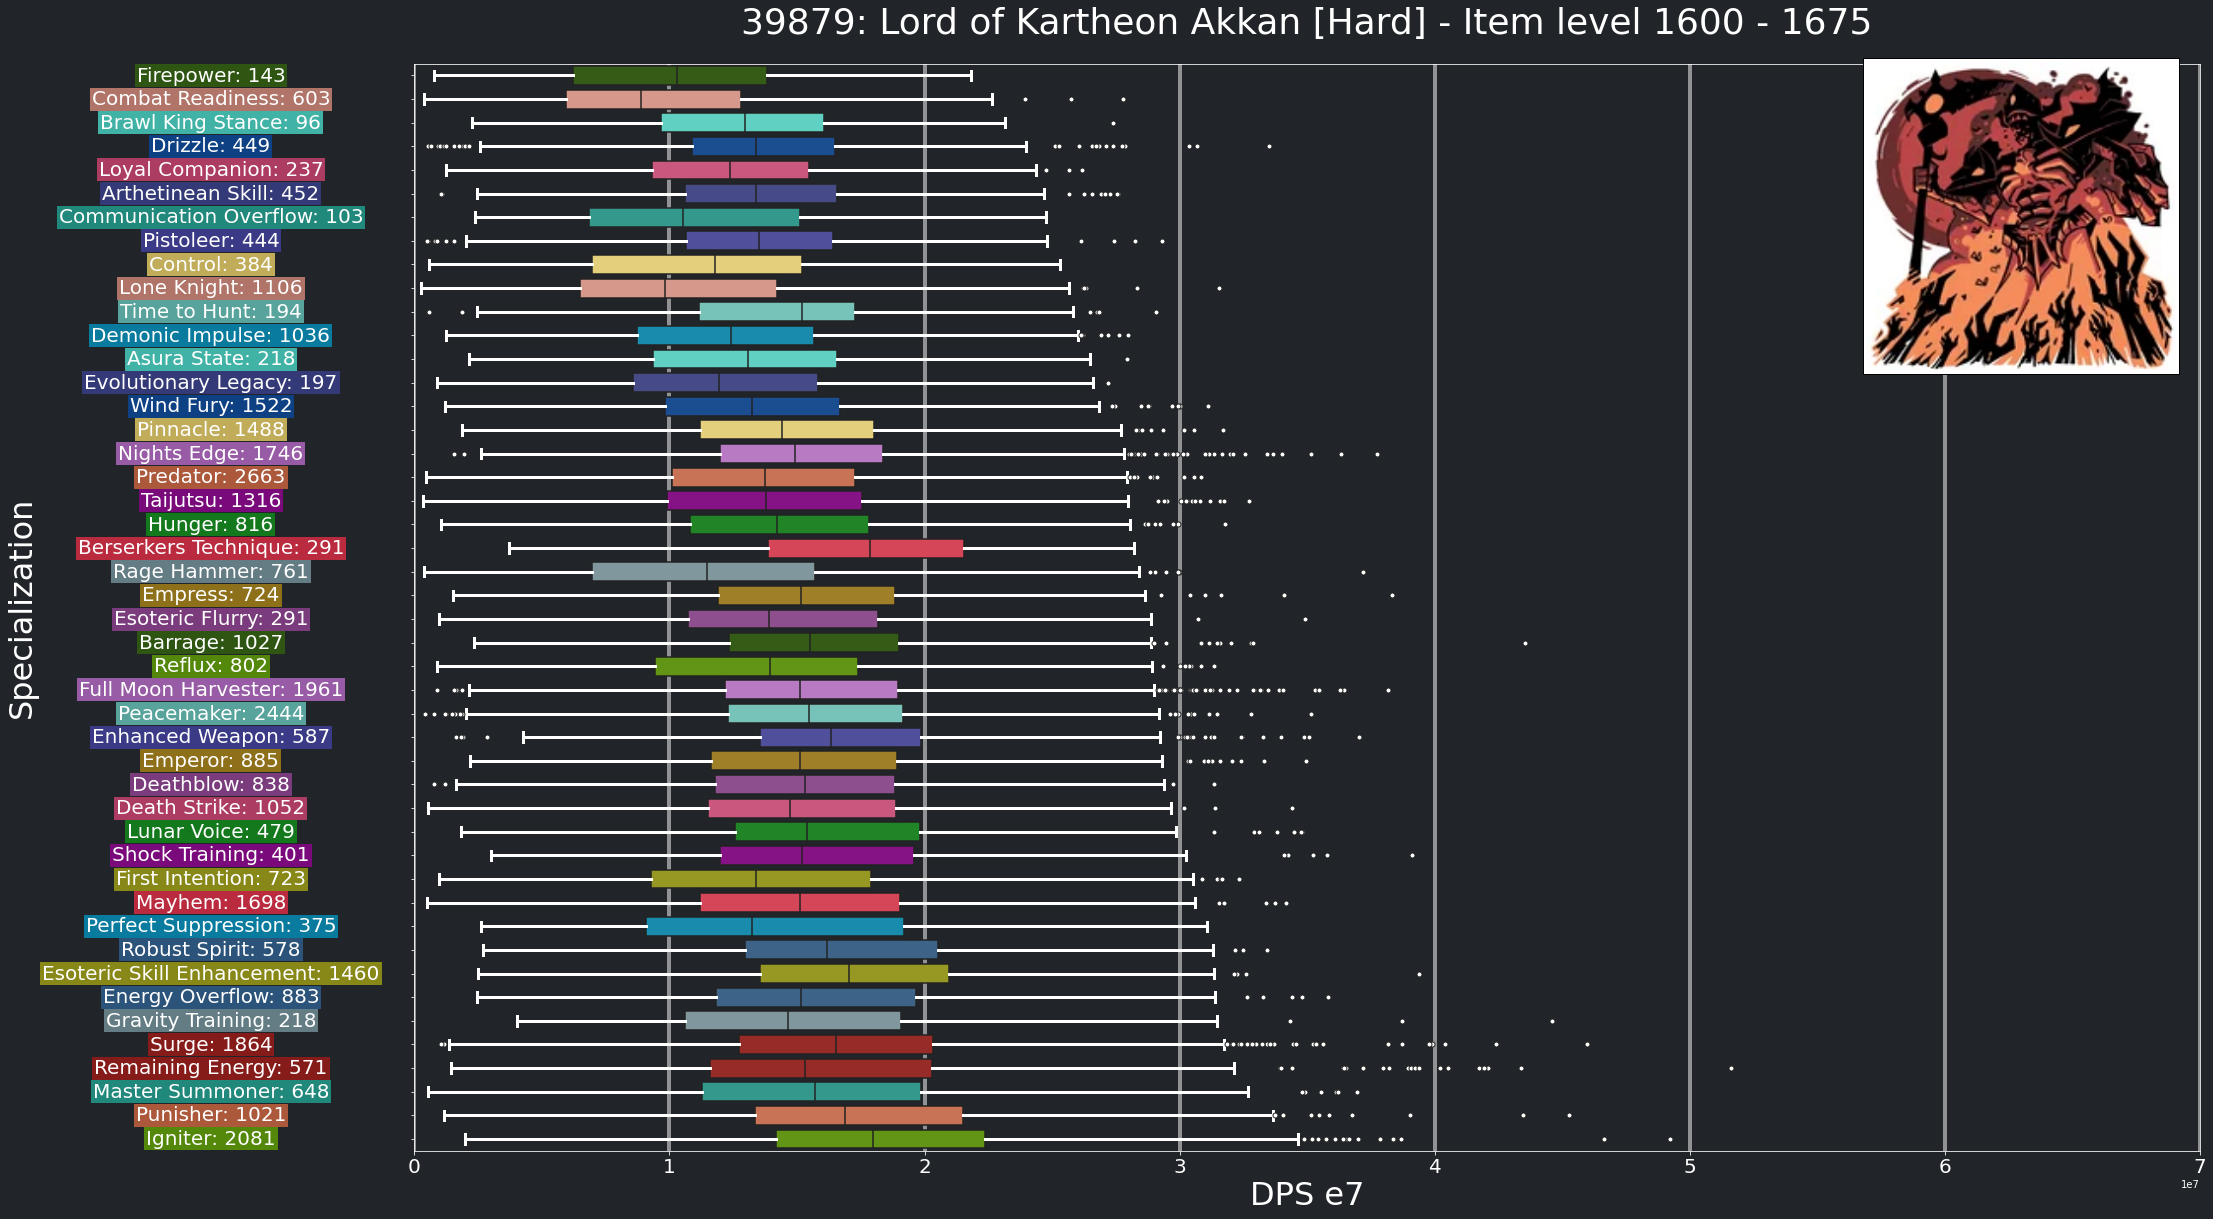 39879: Lord of Kartheon Akkan [Hard] - Item level 1600 - 1675
Firepower: 143
Combat Readiness: 603
Brawl King Stance: 96
Drizzle: 449
Loyal Companion: 237
Arthetinean Skill: 452
Communication Overflow: 103
Pistoleer: 444
Control: 384
Lone Knight: 1106
Time to Hunt: 194
Demonic Impulse: 1036
Asura State: 218
Evolutionary Legacy: 197
Wind Fury: 1522
Pinnacle: 1488
Nights Edge: 1746
Predator: 2663
Taijutsu: 1316
Hunger: 816
Berserkers Technique: 291
Rage Hammer: 761
Empress: 724
Esoteric Flurry: 291
Barrage: 1027
Reflux: 802
Full Moon Harvester: 1961
Peacemaker: 2444
Enhanced Weapon: 587
Emperor: 885
Deathblow: 838
Death Strike: 1052
Lunar Voice: 479
Shock Training: 401
First Intention: 723
Mayhem: 1698
Perfect Suppression: 375
Robust Spirit: 578
Esoteric Skill Enhancement: 1460
Energy Overflow: 883
Gravity Training: 218
Surge: 1864
Remaining Energy: 571
Master Summoner: 648
Punisher: 1021
Igniter: 2081
Specialization
0 1 2 3 4 5 6 7
1e7
DPS e7